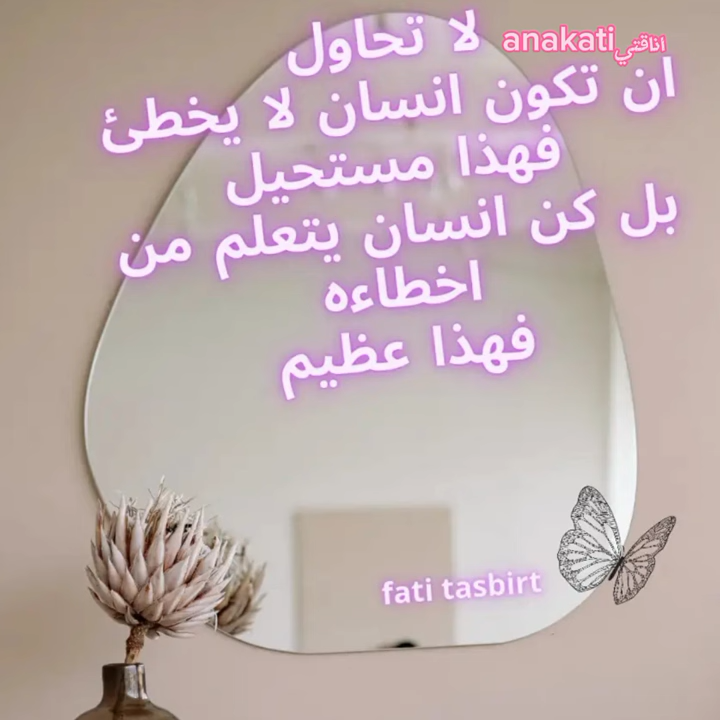 anakati اناقتي
لا تحاول
ان تكون انسان لا يخطئ
فهذا مستحيل
بل كن انسان يتعلم من
اخطاءه
فهذا عظيم
fati tasbirt